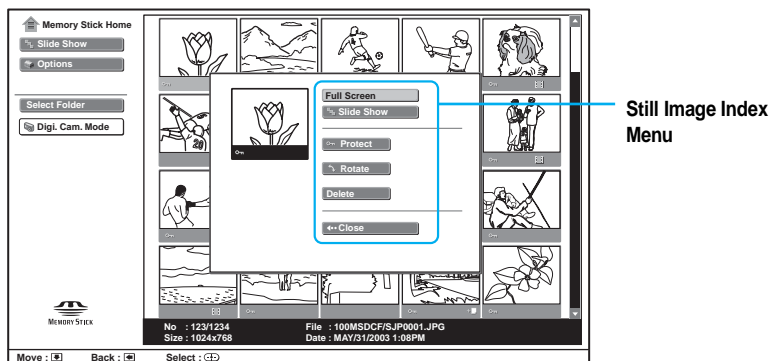 Memory Stick Home
Slide Show
Options
Select Folder
Digi. Cam. Mode
Full Screen
Slide Show
Protect
Rotate
Delete
Close
Still Image Index
Menu
20
MEMORY STICK
No : 123/1234
File : 100MSDCF/SJP0001.JPG
Size : 1024x768
Date : MAY/31/2003 1:08PM
Move :
Back :
Select :